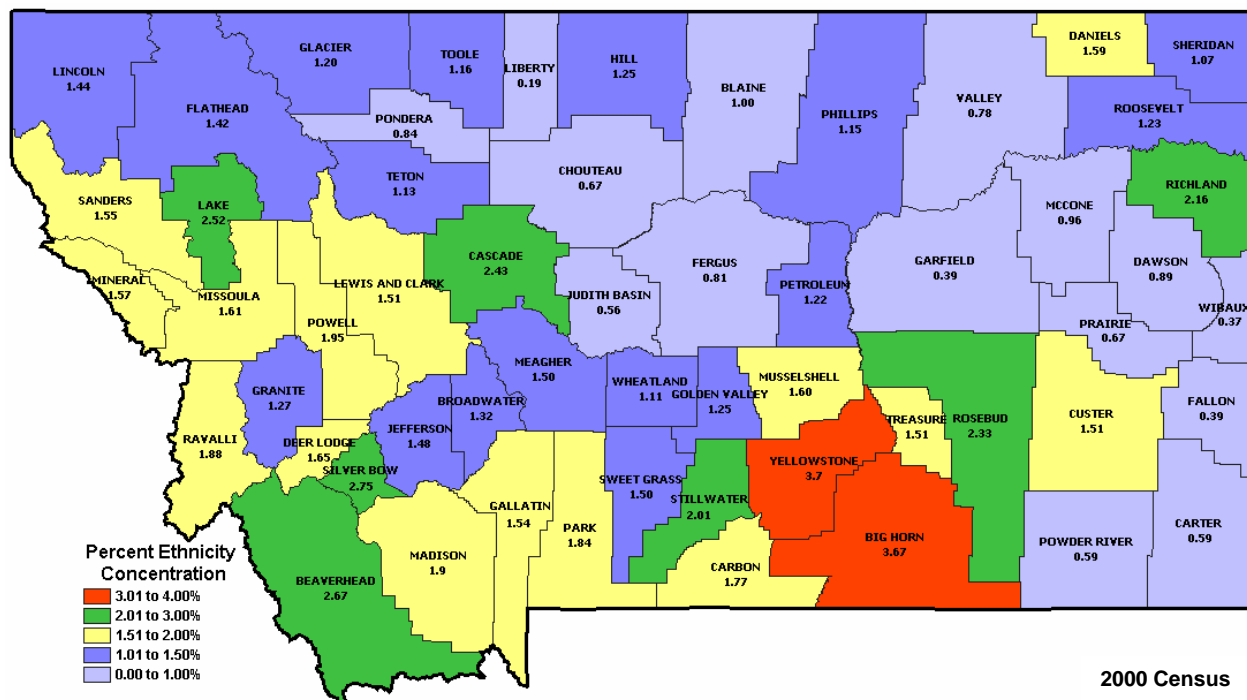 DANIELS
1.59
SHERIDAN
1.07
GLACIER
1.20
TOOLE
1.16
LIBERTY
0.19
HILL
1.25
LINCOLN
1.44
BLAINE
1.00
VALLEY
0.78
FLATHEAD
1.42
PHILLIPS
1.15
ROOSEVELT
1.23
PONDERA
0.84
CHOUTEAU
0.67
TETON
1.13
RICHLAND
2.16
SANDERS
1.55
LAKE
2.52
MCCONE
0.96
CASCADE
2.43
FERGUS
0.81
GARFIELD
0.39
DAWSON
0.89
MINERAL
1.57
MISSOULA
1.61
LEWIS AND CLARK
1.51
JUDITH BASIN
0.56
PETROLEUM
1.22
WIBAUX
0.37
POWELL
1.95
PRAIRIE
0.67
MEAGHER
1.50
GRANITE
1.27
BROADWATER
1.32
WHEATLAND
1.11
GOLDEN VALLEY
1.25
MUSSELSHELL
1.60
FALLON
0.39
RAVALLI
1.88
DEER LODGE
1.65
JEFFERSON
1.48
TREASURE
1.51
ROSEBUD
2.33
CUSTER
1.51
SILVER BOW
2.75
SWEET GRASS
1.50
STILLWATER
2.01
YELLOWSTONE
3.7
GALLATIN
1.54
PARK
1.84
CARTER
0.59
MADISON
1.9
BIG HORN
3.67
POWDER RIVER
0.59
BEAVERHEAD
2.67
CARBON
1.77
Percent Ethnicity
Concentration
3.01 to 4.00%
2.01 to 3.00%
1.51 to 2.00%
1.01 to 1.50%
0.00 to 1.00%
2000 Census